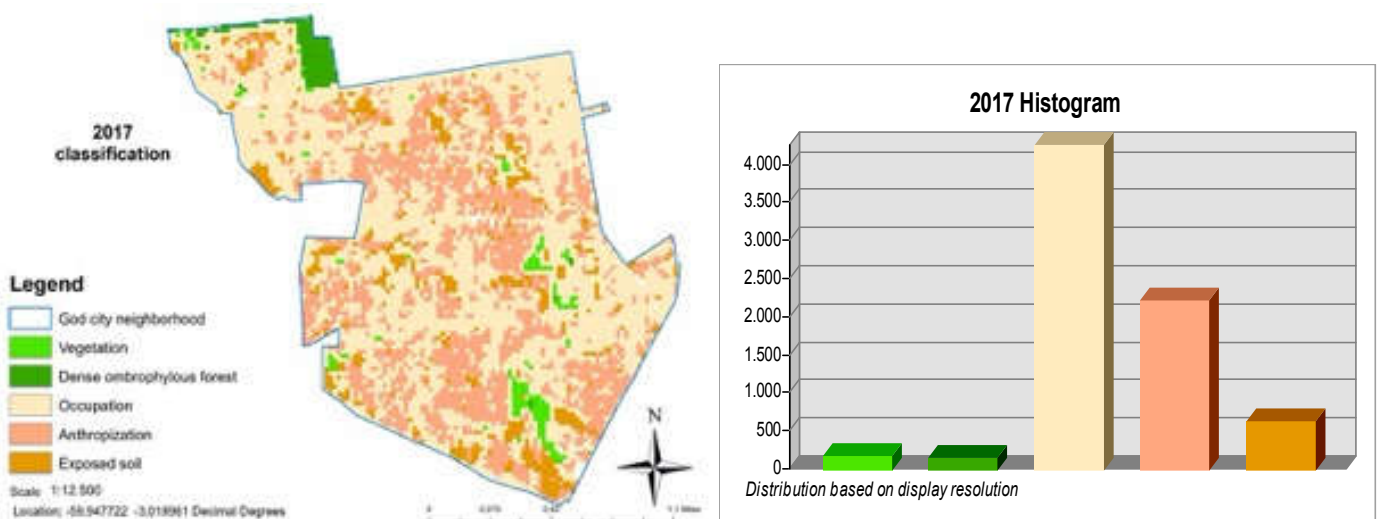 2017
classification
Legend
God city neighborhood
Vegetation
Dense ombrophylous forest
Occupation
Anthropization
Exposed soil
Scale 1:12.500
Location: -59.947722 -3.019961 Decimal Degrees
N
0
2017 Histogram
4.000
3.500
3.000
2.500
2.000
1.500
1.000
500
0
Distribution based on display resolution